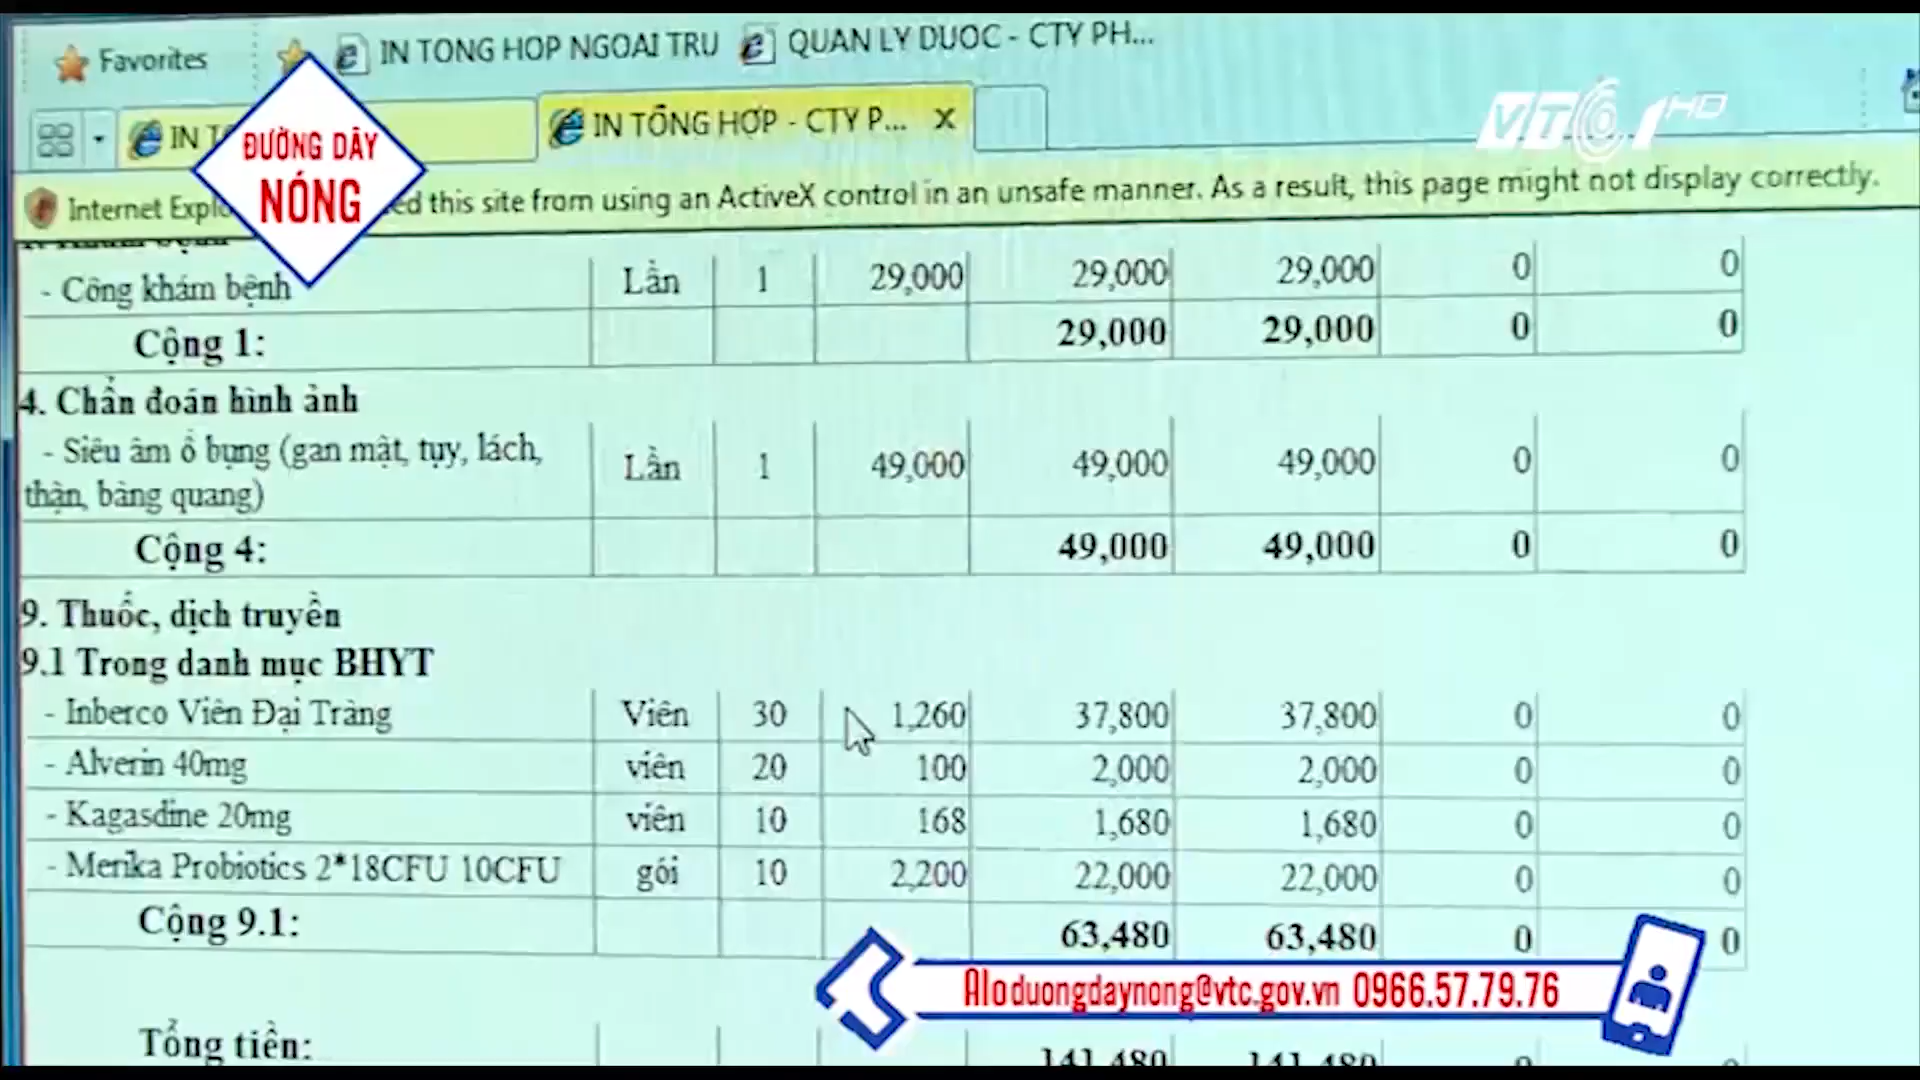 Favorites IN TONG HOP NGOAI TRU QUAN LY DUOC - CTY PH...
IN T IN TỔNG HỢP - CTY P... X
ĐƯỜNG DÂY
NÓNG
VTC1 HD
Internet Explo ed this site from using an ActiveX control in an unsafe manner. As a result, this page might not display correctly.
- Công khám bệnh Lần 1 29,000 29,000 29,000 0 0
Cộng 1: 29,000 29,000 0 0
4. Chẩn đoán hình ảnh
- Siêu âm ổ bụng (gan mật, tụy, lách, Lần 1 49,000 49,000 49,000 0 0
thận, bàng quang)
Cộng 4: 49,000 49,000 0 0
9. Thuốc, dịch truyền
9.1 Trong danh mục BHYT
- Inberco Viên Đại Tràng Viên 30 1,260 37,800 37,800 0 0
- Alverin 40mg viên 20 100 2,000 2,000 0 0
- Kagasdine 20mg viên 10 168 1,680 1,680 0 0
- Merika Probiotics 2*18CFU 10CFU gói 10 2,200 22,000 22,000 0 0
Cộng 9.1: 63,480 63,480 0 0
Aloduongdaynong@vtc.gov.vn 0966.57.79.76
Tổng tiền: 141,480 141,480 0 0